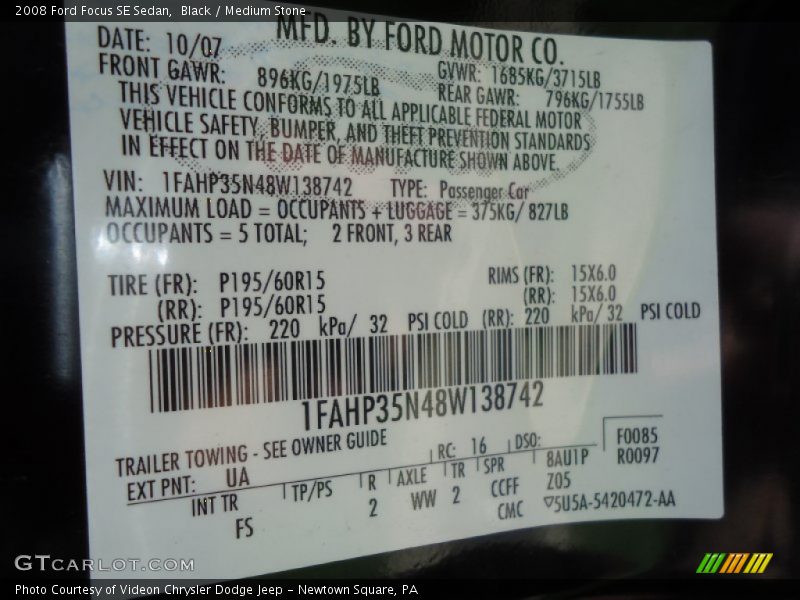 2008 Ford Focus SE Sedan,  Black / Medium Stone
MFD. BY FORD MOTOR CO.
DATE: 10/07
GVWR: 1685KG/3715LB
FRONT GAWR: 896KG/1975LB
REAR GAWR: 796KG/1755LB
THIS VEHICLE CONFORMS TO ALL APPLICABLE FEDERAL MOTOR
VEHICLE SAFETY, BUMPER, AND THEFT PREVENTION STANDARDS
IN EFFECT ON THE DATE OF MANUFACTURE SHOWN ABOVE.
VIN: 1FAHP35N48W138742 TYPE: Passenger Car
MAXIMUM LOAD = OCCUPANTS + LUGGAGE = 375KG/ 827LB
OCCUPANTS = 5 TOTAL; 2 FRONT, 3 REAR
TIRE (FR): P195/60R15 RIMS (FR): 15X6.0
(RR): P195/60R15 (RR): 15X6.0
PRESSURE (FR): 220 kPa/ 32 PSI COLD (RR): 220 kPa/ 32 PSI COLD
1FAHP35N48W138742
TRAILER TOWING - SEE OWNER GUIDE
RC: 16 DSO: F0085
EXT PNT: UA 8AU1P R0097
INT TR TP/PS R AXLE TR SPR Z05
FS 2 WW 2 CCFF ▽5U5A-5420472-AA
CMC
GTCARLOT.COM
Photo Courtesy of Videon Chrysler Dodge Jeep - Newtown Square, PA